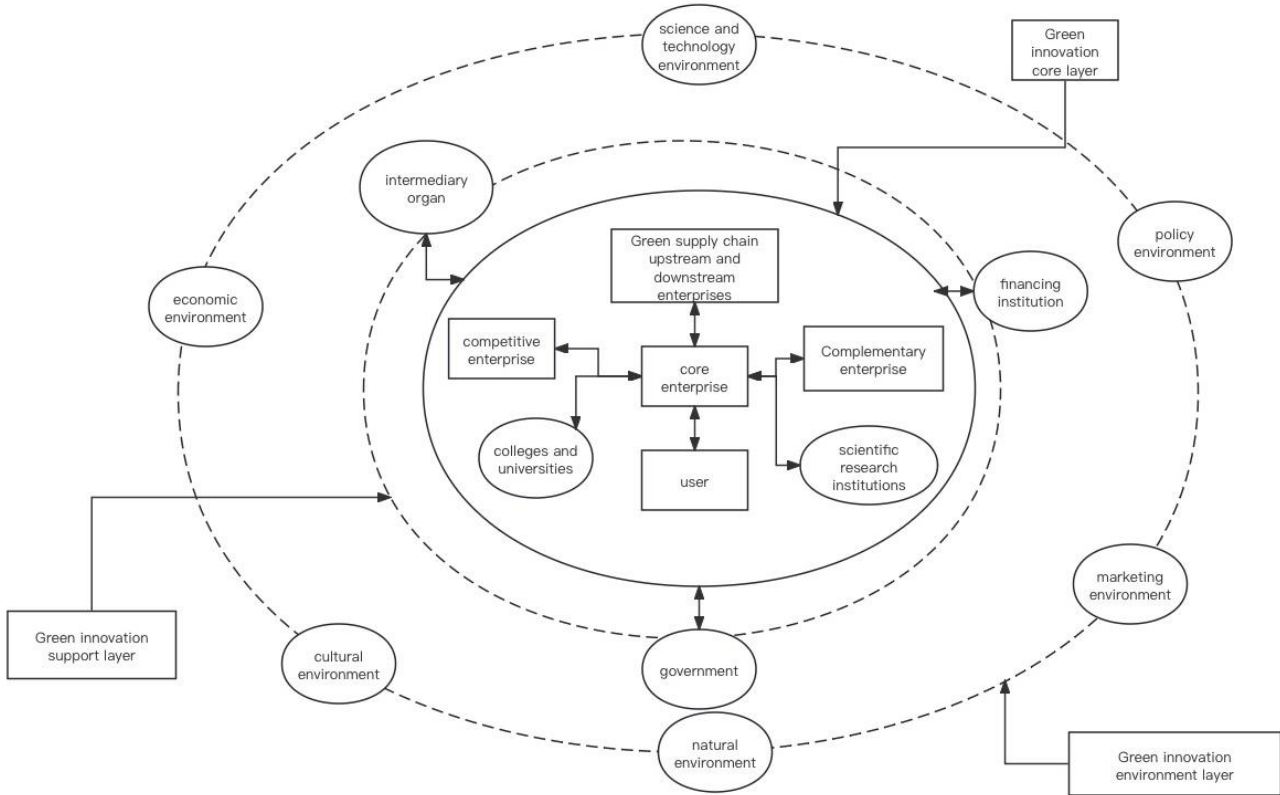 science and
technology
environment
Green
innovation
core layer
intermediary
organ
policy
environment
Green supply chain
upstream and
downstream
enterprises
financing
institution
economic
environment
competitive
enterprise
core
enterprise
Complementary
enterprise
colleges and
universities
user
scientific
research
institutions
marketing
environment
Green innovation
support layer
cultural
environment
government
natural
environment
Green innovation
environment layer